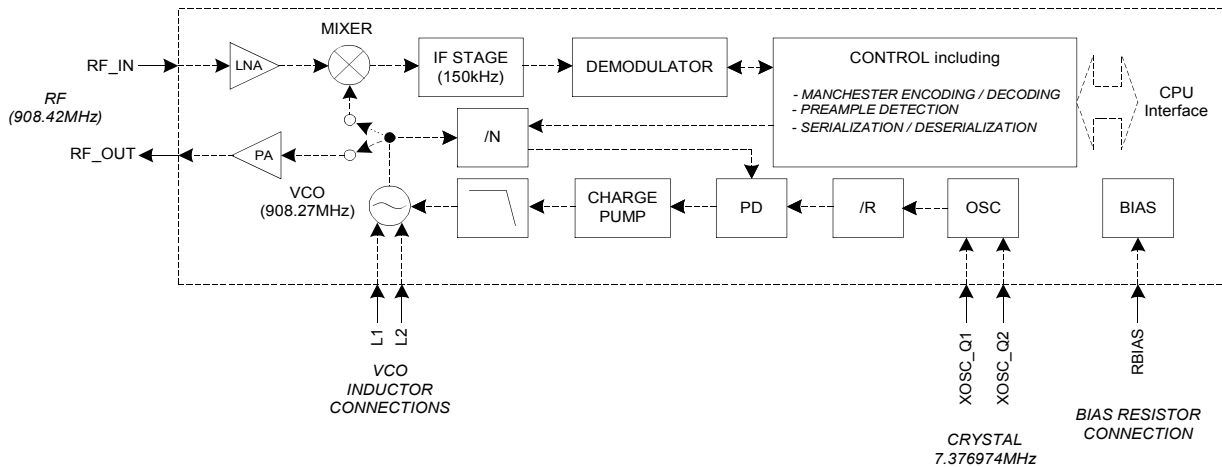 MIXER
RF_IN
LNA
IF STAGE
(150kHz)
DEMODULATOR
CONTROL including
- MANCHESTER ENCODING / DECODING
- PREAMPLE DETECTION
- SERIALIZATION / DESERIALIZATION
CPU
Interface
RF
(908.42MHz)
RF_OUT
PA
/N
VCO
(908.27MHz)
CHARGE
PUMP
PD
/R
OSC
BIAS
L1
L2
VCO
INDUCTOR
CONNECTIONS
XOSC_Q1
XOSC_Q2
CRYSTAL
7.376974MHz
RBIAS
BIAS RESISTOR
CONNECTION